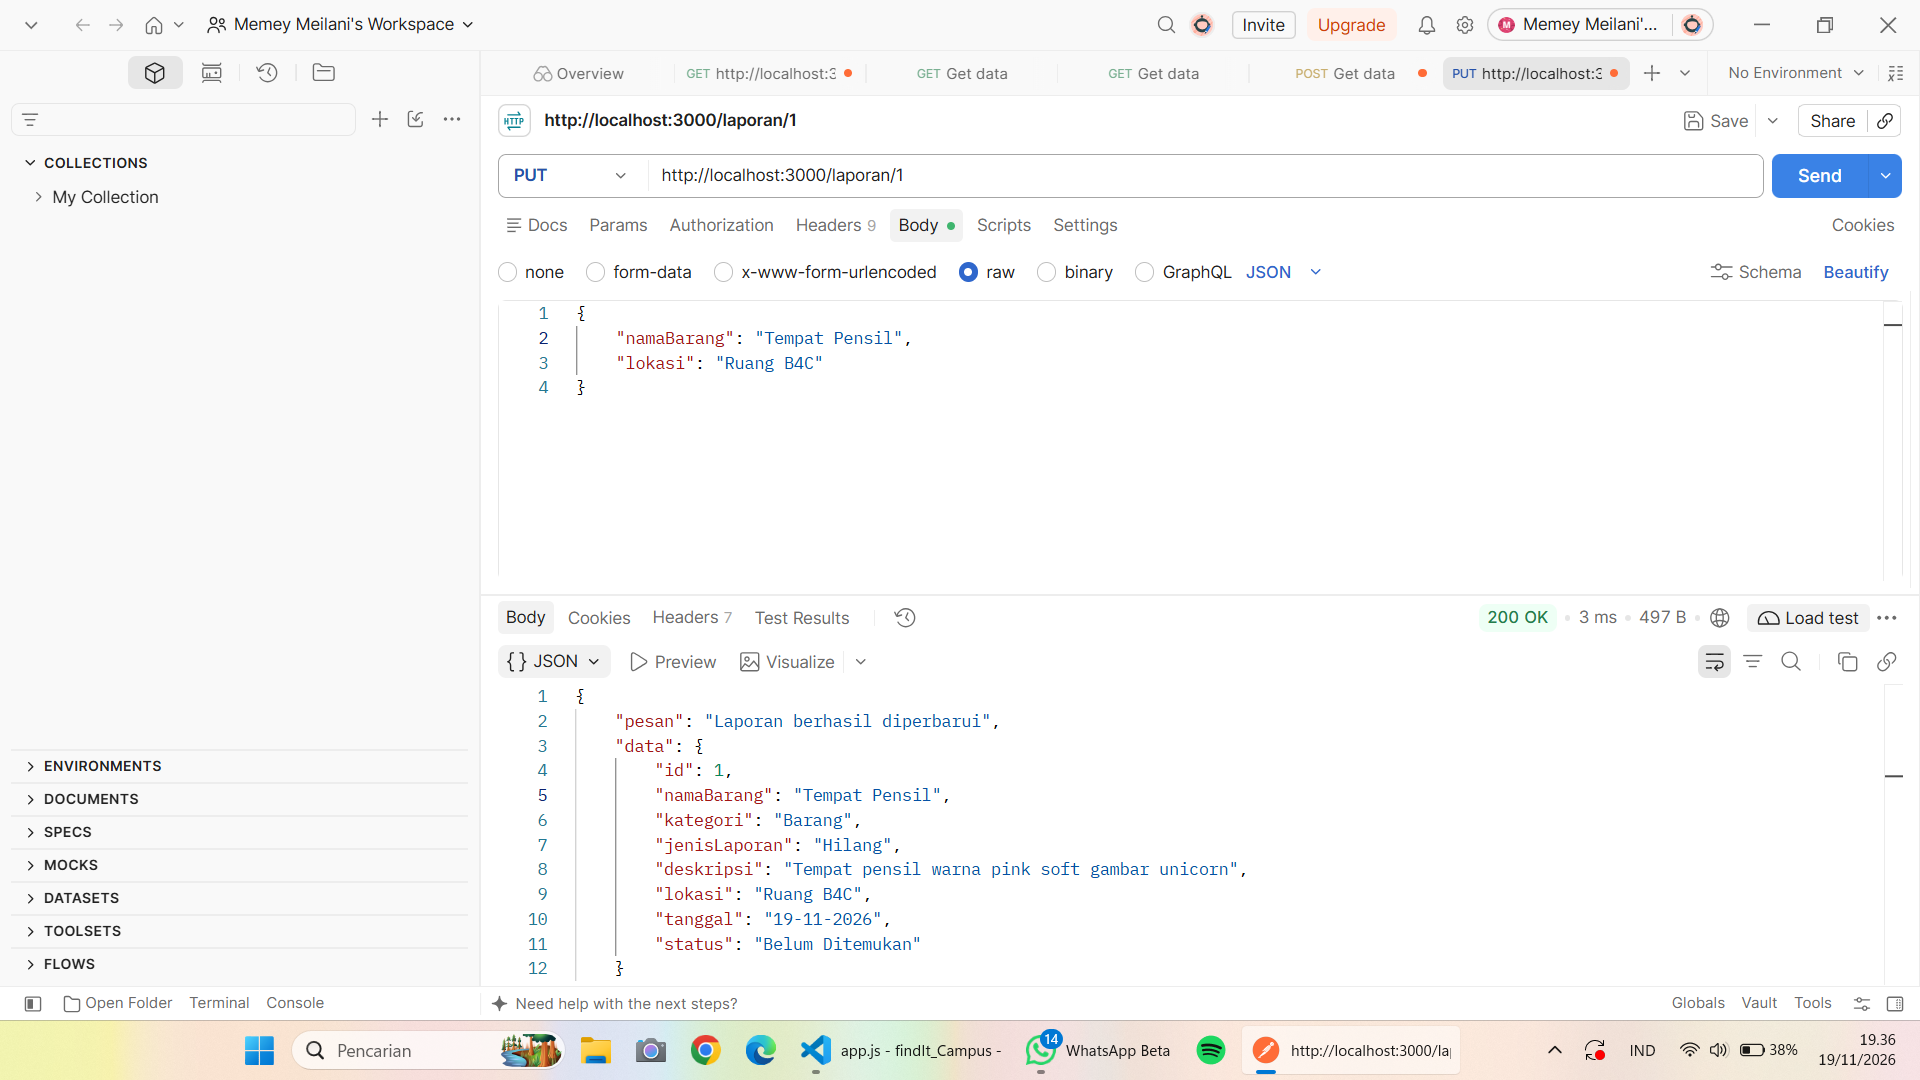 Memey Meilani's Workspace
Invite
Upgrade
M
Memey Meilani'...
Overview
GET http://localhost:3
GET Get data
GET Get data
POST Get data
PUT http://localhost:3
No Environment
COLLECTIONS
My Collection
ENVIRONMENTS
DOCUMENTS
SPECS
MOCKS
DATASETS
TOOLSETS
FLOWS
HTTP
http://localhost:3000/laporan/1
Save
Share
PUT
http://localhost:3000/laporan/1
Send
Docs
Params
Authorization
Headers 9
Body
Scripts
Settings
Cookies
none
form-data
x-www-form-urlencoded
raw
binary
GraphQL
JSON
Schema
Beautify
1 {
2 "namaBarang": "Tempat Pensil",
3 "lokasi": "Ruang B4C"
4 }
Body
Cookies
Headers 7
Test Results
200 OK
3 ms
497 B
Load test
{} JSON
Preview
Visualize
1 {
2 "pesan": "Laporan berhasil diperbarui",
3 "data": {
4 "id": 1,
5 "namaBarang": "Tempat Pensil",
6 "kategori": "Barang",
7 "jenisLaporan": "Hilang",
8 "deskripsi": "Tempat pensil warna pink soft gambar unicorn",
9 "lokasi": "Ruang B4C",
10 "tanggal": "19-11-2026",
11 "status": "Belum Ditemukan"
12 }
Open Folder
Terminal
Console
Need help with the next steps?
Globals
Vault
Tools
Pencarian
app.js - findIt_Campus -
14
WhatsApp Beta
http://localhost:3000/la
IND
38%
19.36
19/11/2026